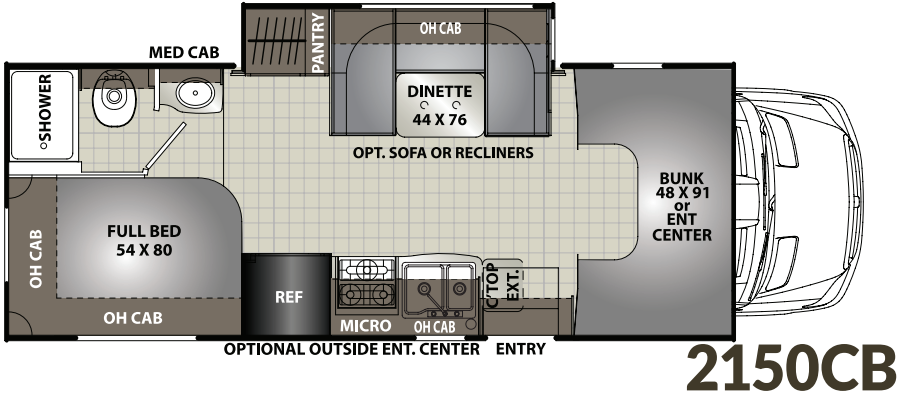 MED CAB
PANTRY
OH CAB
SHOWER
DINETTE
44 X 76
OPT. SOFA OR RECLINERS
BUNK
48 X 91
or
ENT
CENTER
FULL BED
54 X 80
OH CAB
OH CAB
REF
MICRO
OH CAB
C'TOP
EXT.
OPTIONAL OUTSIDE ENT. CENTER
ENTRY
2150CB